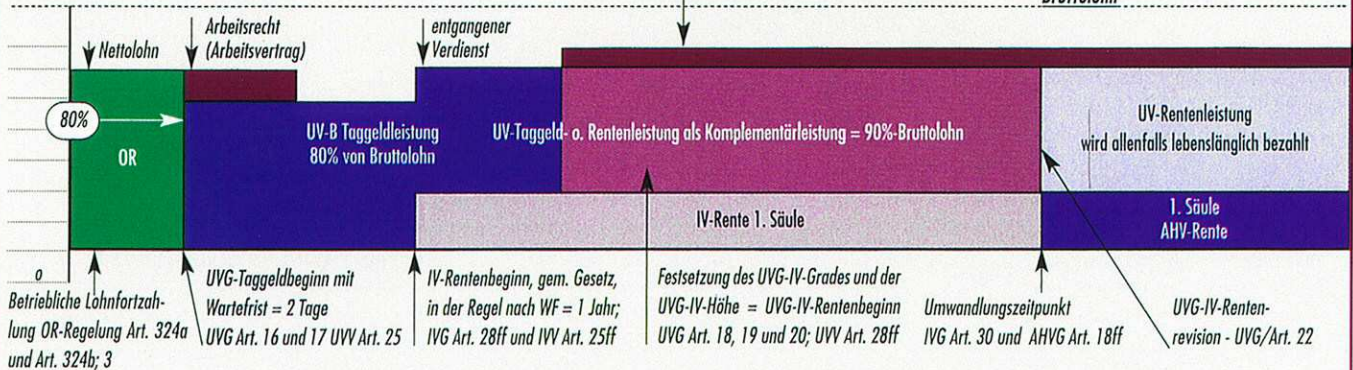 Bruttolohn
Nettolohn
Arbeitsrecht
(Arbeitsvertrag)
entgangener
Verdienst
80%
OR
UV-B Taggeldleistung
80% von Bruttolohn
UV-Taggeld- o. Rentenleistung als Komplementärleistung = 90%-Bruttolohn
UV-Rentenleistung
wird allenfalls lebenslänglich bezahlt
IV-Rente 1. Säule
1. Säule
AHV-Rente
0
Betriebliche Lohnfortzah-
lung OR-Regelung Art. 324a
und Art. 324b; 3
UVG-Taggeldbeginn mit
Wartefrist = 2 Tage
UVG Art. 16 und 17 UVV Art. 25
IV-Rentenbeginn, gem. Gesetz,
in der Regel nach WF = 1 Jahr;
IVG Art. 28ff und IVV Art. 25ff
Festsetzung des UVG-IV-Grades und der
UVG-IV-Höhe = UVG-IV-Rentenbeginn
UVG Art. 18, 19 und 20; UVV Art. 28ff
Umwandlungszeitpunkt
IVG Art. 30 und AHVG Art. 18ff
UVG-IV-Renten-
revision - UVG/Art. 22